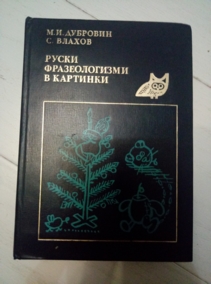 М.И. ДУБРОВИН
С. ВЛАХОВ
РУСКИ
ФРАЗЕОЛОГИЗМИ
В КАРТИНКИ